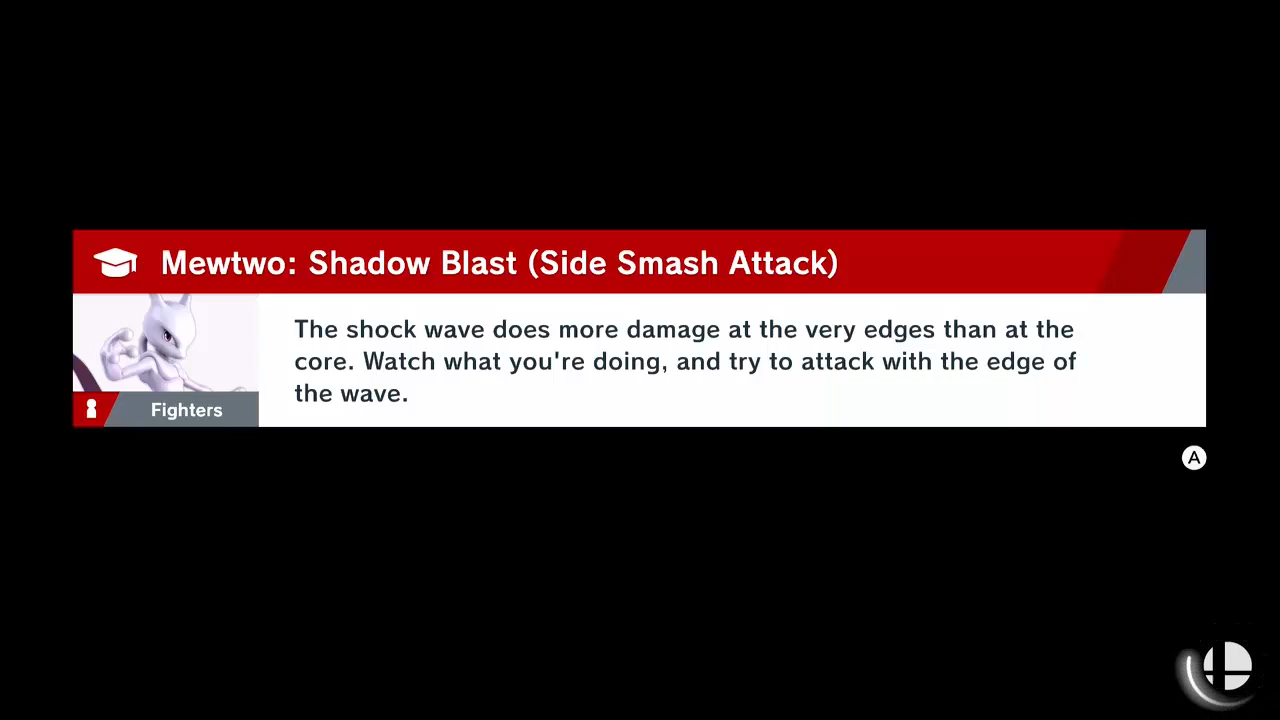 Mewtwo: Shadow Blast (Side Smash Attack)
The shock wave does more damage at the very edges than at the
core. Watch what you're doing, and try to attack with the edge of
the wave.
Fighters
A